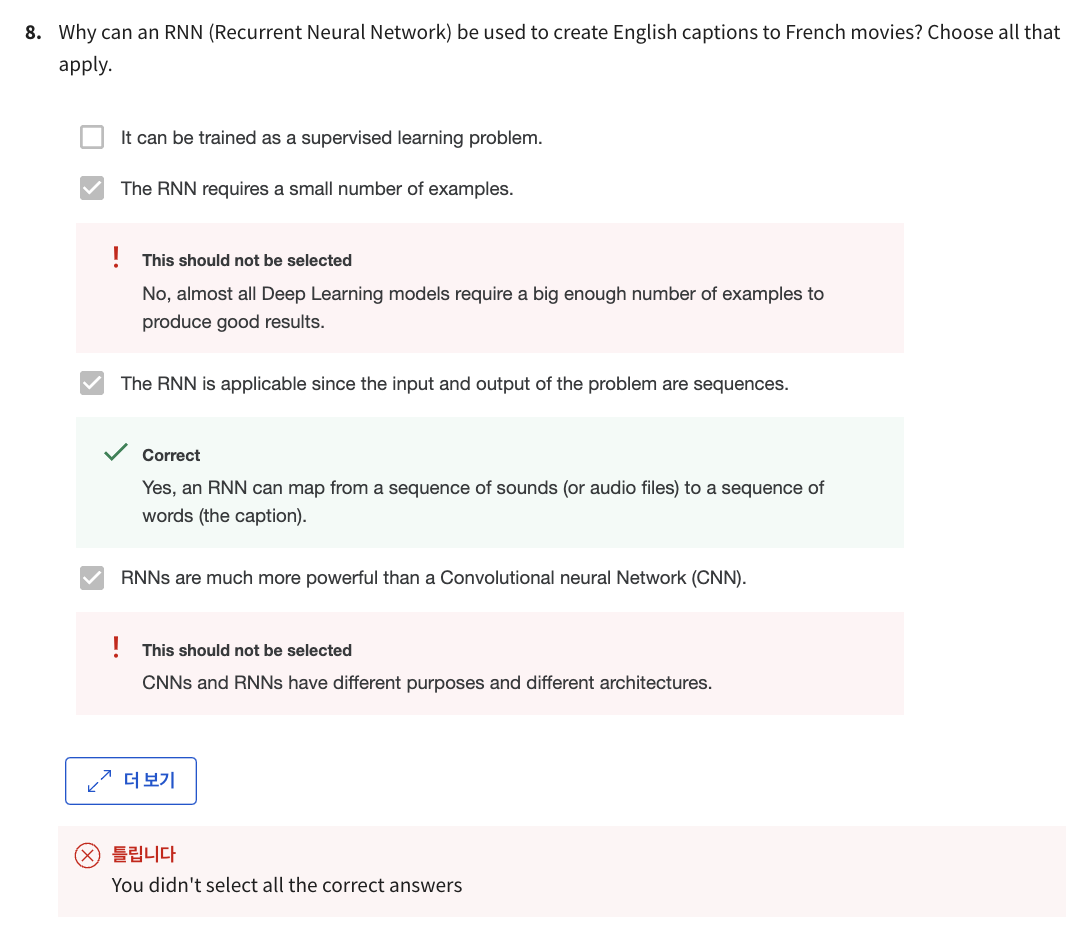 8. Why can an RNN (Recurrent Neural Network) be used to create English captions to French movies? Choose all that
apply.
It can be trained as a supervised learning problem.
The RNN requires a small number of examples.
! This should not be selected
No, almost all Deep Learning models require a big enough number of examples to
produce good results.
The RNN is applicable since the input and output of the problem are sequences.
Correct
Yes, an RNN can map from a sequence of sounds (or audio files) to a sequence of
words (the caption).
RNNs are much more powerful than a Convolutional neural Network (CNN).
! This should not be selected
CNNs and RNNs have different purposes and different architectures.
더 보기
틀립니다
You didn't select all the correct answers